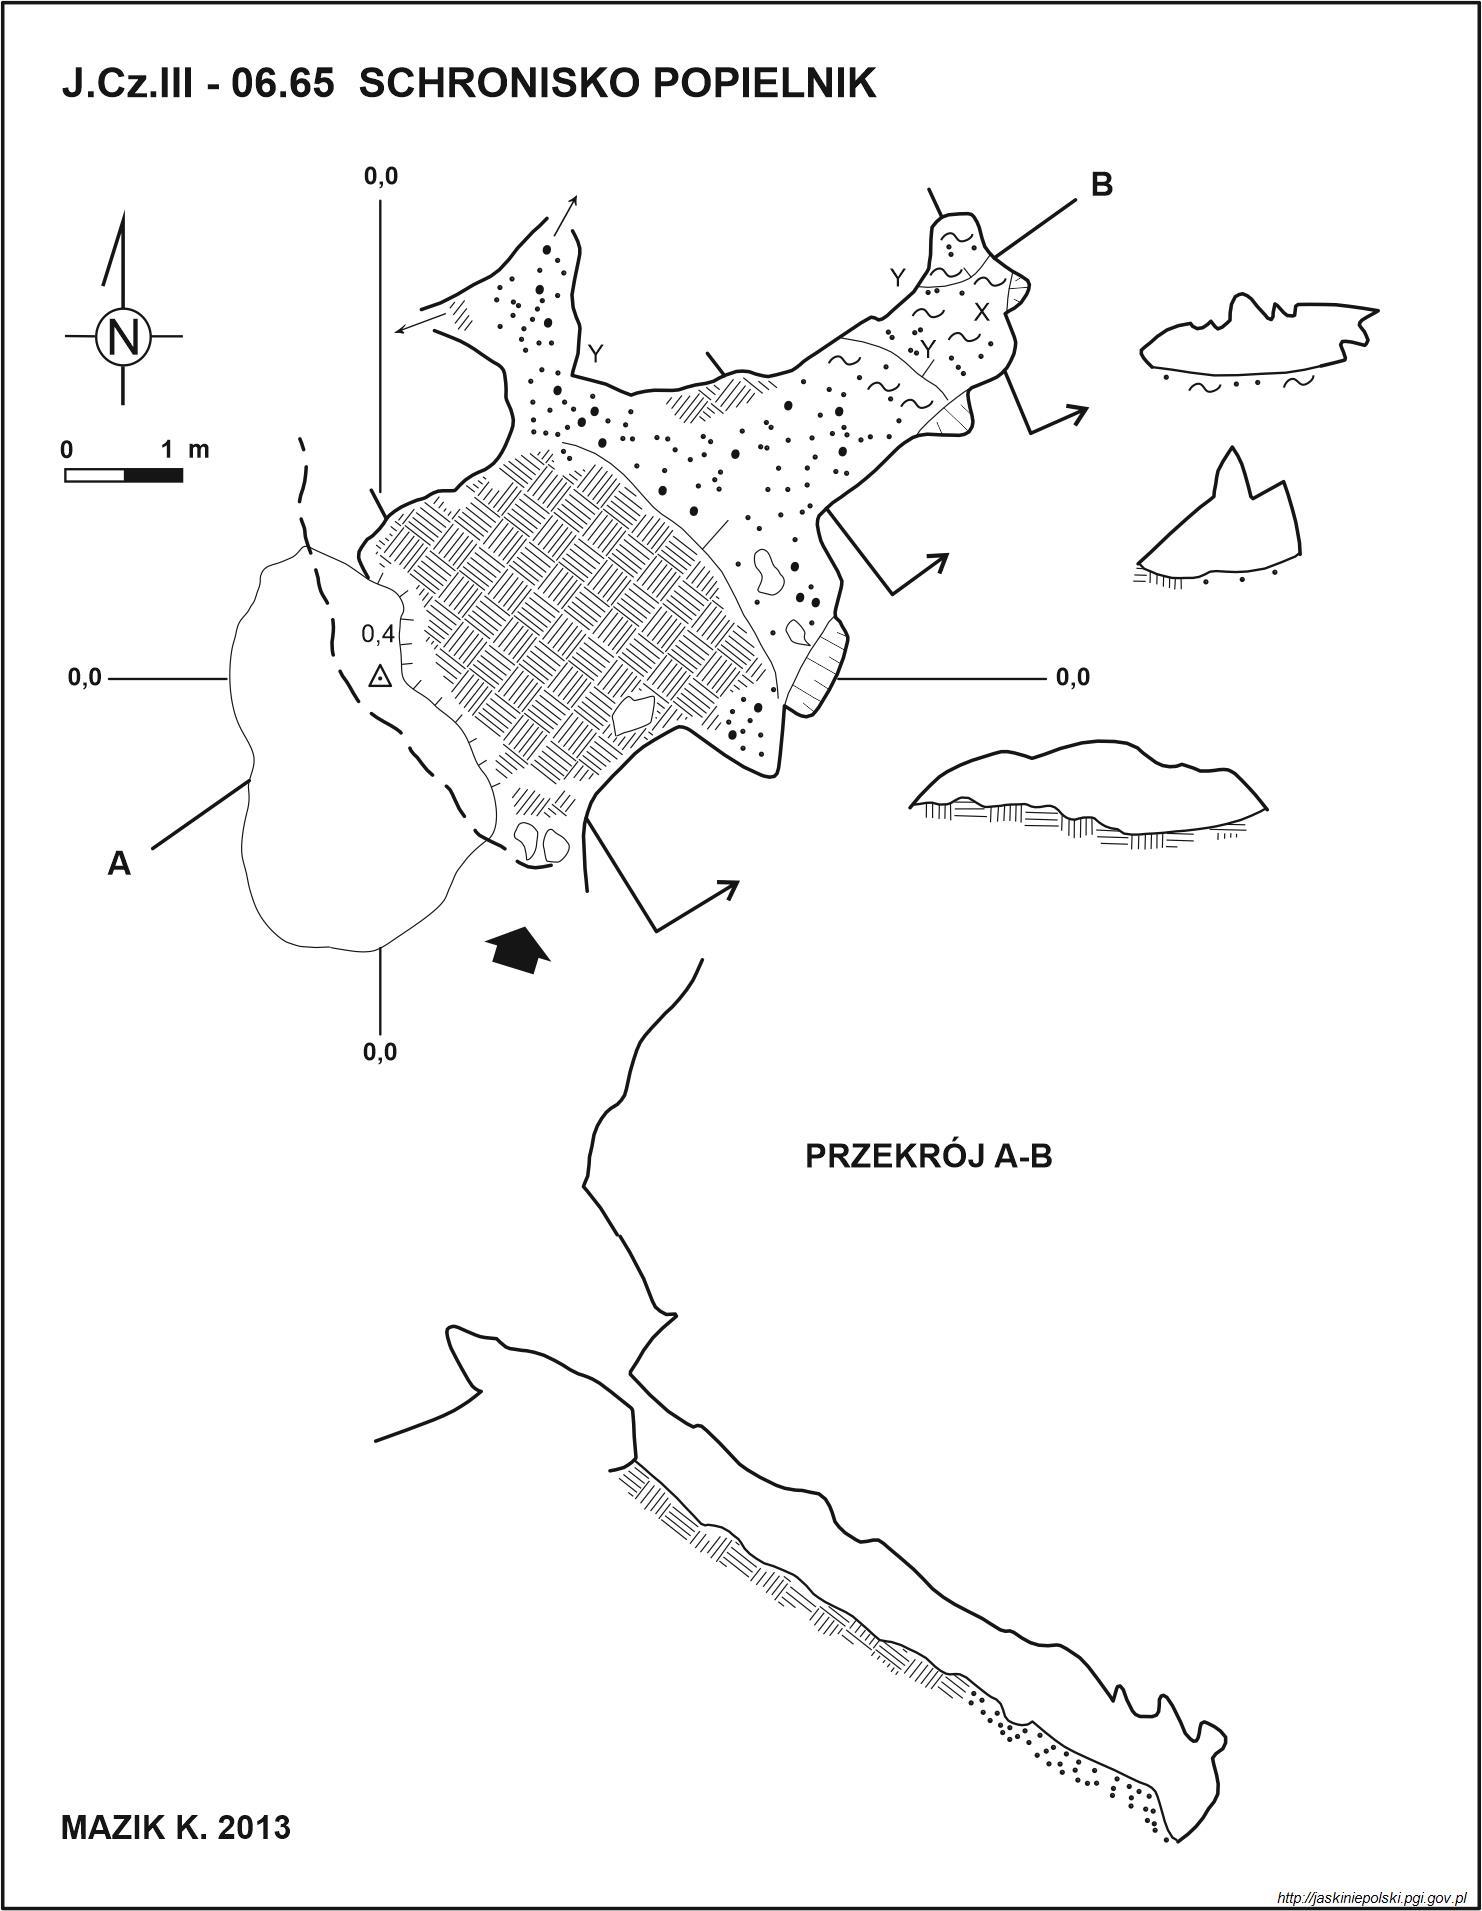 J.Cz.III - 06.65 SCHRONISKO POPIELNIK
0,0
B
N
Y
X
Y
Y
0 1 m
0,4
0,0
0,0
A
0,0
PRZEKRÓJ A-B
MAZIK K. 2013
http://jaskiniepolski.pgi.gov.pl